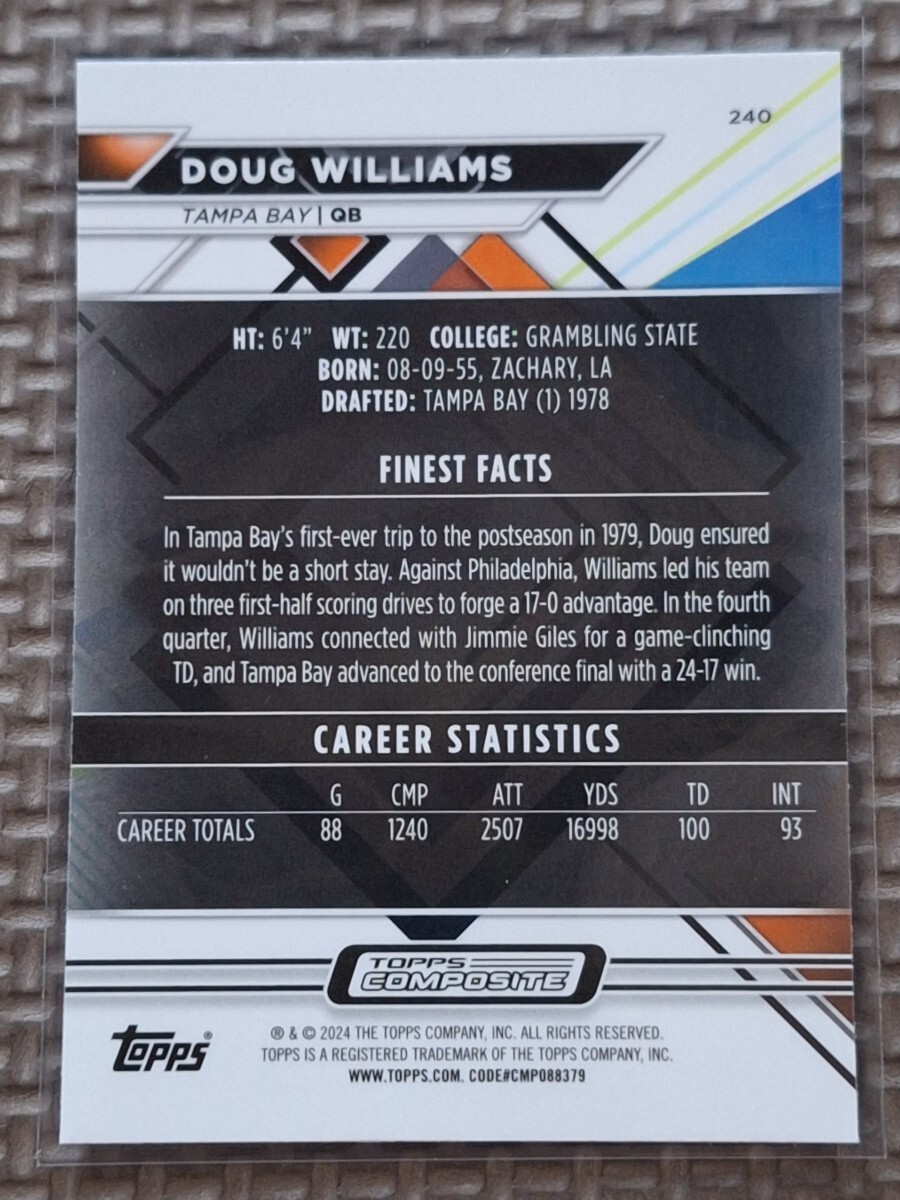 240
DOUG WILLIAMS
TAMPA BAY | QB
HT: 6'4" WT: 220 COLLEGE: GRAMBLING STATE
BORN: 08-09-55, ZACHARY, LA
DRAFTED: TAMPA BAY (1) 1978
FINEST FACTS
In Tampa Bay's first-ever trip to the postseason in 1979, Doug ensured
it wouldn't be a short stay. Against Philadelphia, Williams led his team
on three first-half scoring drives to forge a 17-0 advantage. In the fourth
quarter, Williams connected with Jimmie Giles for a game-clinching
TD, and Tampa Bay advanced to the conference final with a 24-17 win.
CAREER STATISTICS
G CMP ATT YDS TD INT
CAREER TOTALS 88 1240 2507 16998 100 93
TOPPS
COMPOSITE
Topps®
® & © 2024 THE TOPPS COMPANY, INC. ALL RIGHTS RESERVED.
TOPPS IS A REGISTERED TRADEMARK OF THE TOPPS COMPANY, INC.
WWW.TOPPS.COM. CODE#CMP088379